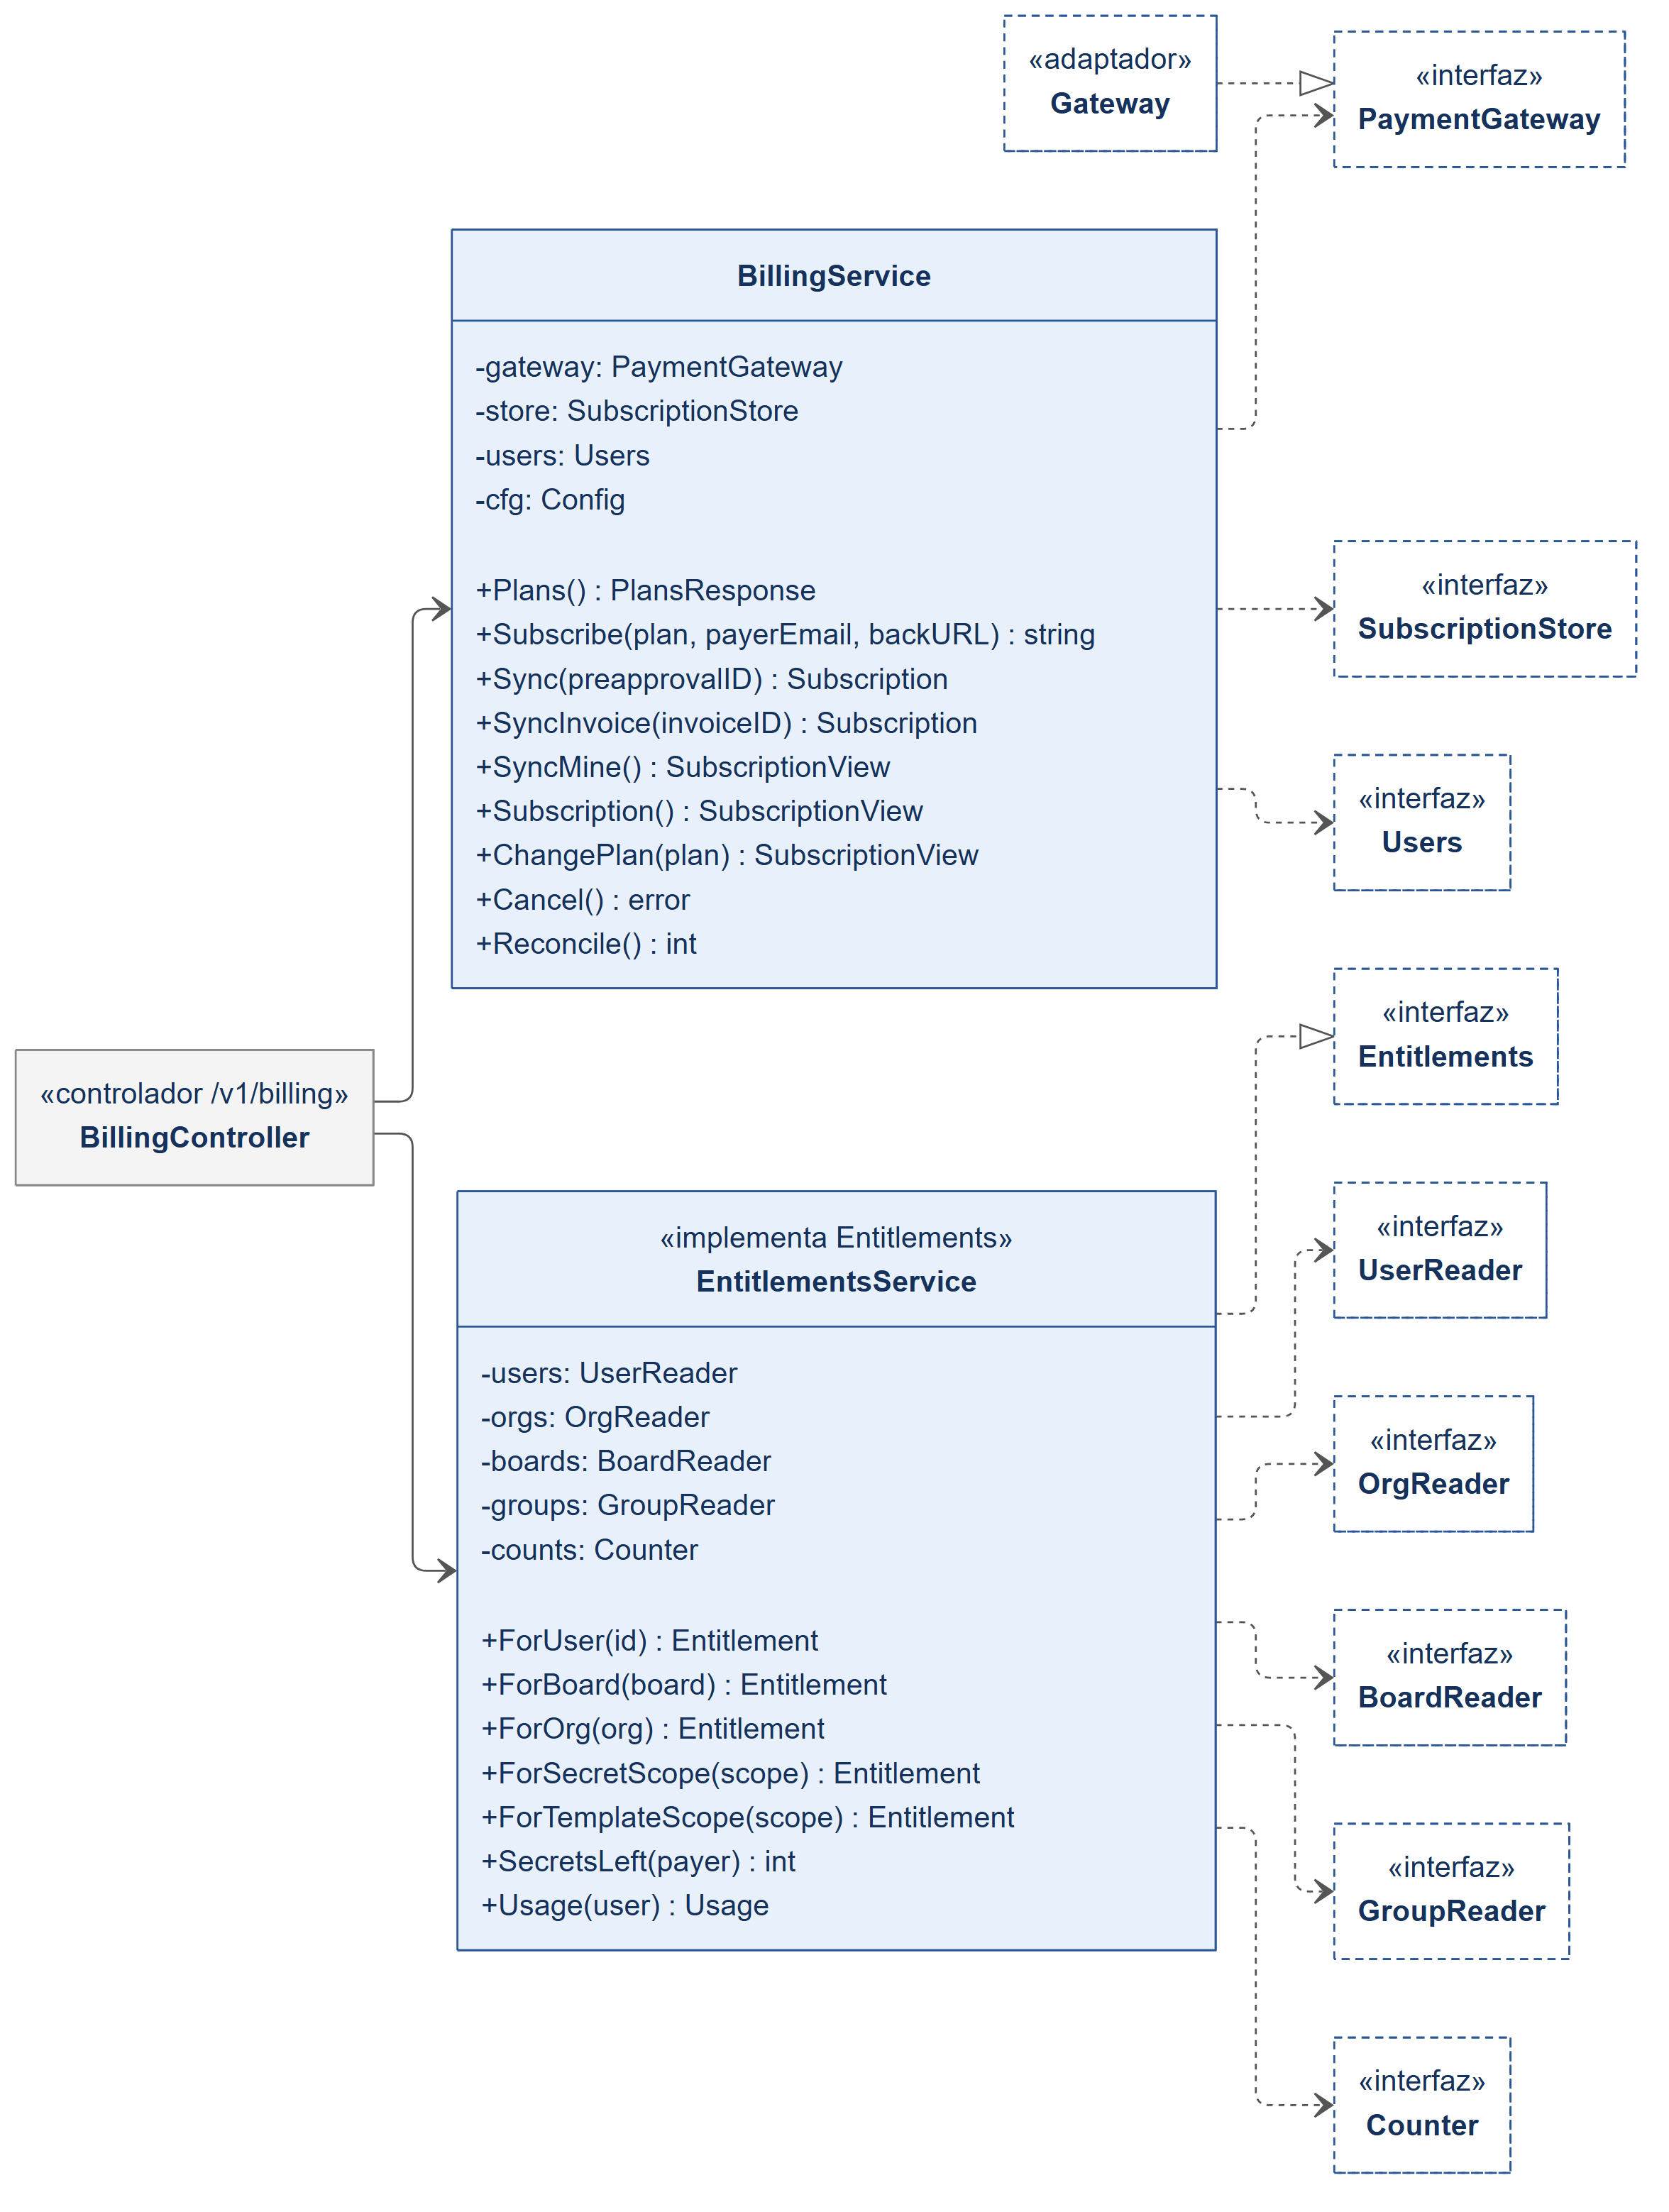 «adaptador»
Gateway
«interfaz»
PaymentGateway
BillingService
-gateway: PaymentGateway
-store: SubscriptionStore
-users: Users
-cfg: Config
+Plans() : PlansResponse
+Subscribe(plan, payerEmail, backURL) : string
+Sync(preapprovalID) : Subscription
+SyncInvoice(invoiceID) : Subscription
+SyncMine() : SubscriptionView
+Subscription() : SubscriptionView
+ChangePlan(plan) : SubscriptionView
+Cancel() : error
+Reconcile() : int
«interfaz»
SubscriptionStore
«interfaz»
Users
«interfaz»
Entitlements
«controlador /v1/billing»
BillingController
«implementa Entitlements»
EntitlementsService
-users: UserReader
-orgs: OrgReader
-boards: BoardReader
-groups: GroupReader
-counts: Counter
+ForUser(id) : Entitlement
+ForBoard(board) : Entitlement
+ForOrg(org) : Entitlement
+ForSecretScope(scope) : Entitlement
+ForTemplateScope(scope) : Entitlement
+SecretsLeft(payer) : int
+Usage(user) : Usage
«interfaz»
UserReader
«interfaz»
OrgReader
«interfaz»
BoardReader
«interfaz»
GroupReader
«interfaz»
Counter